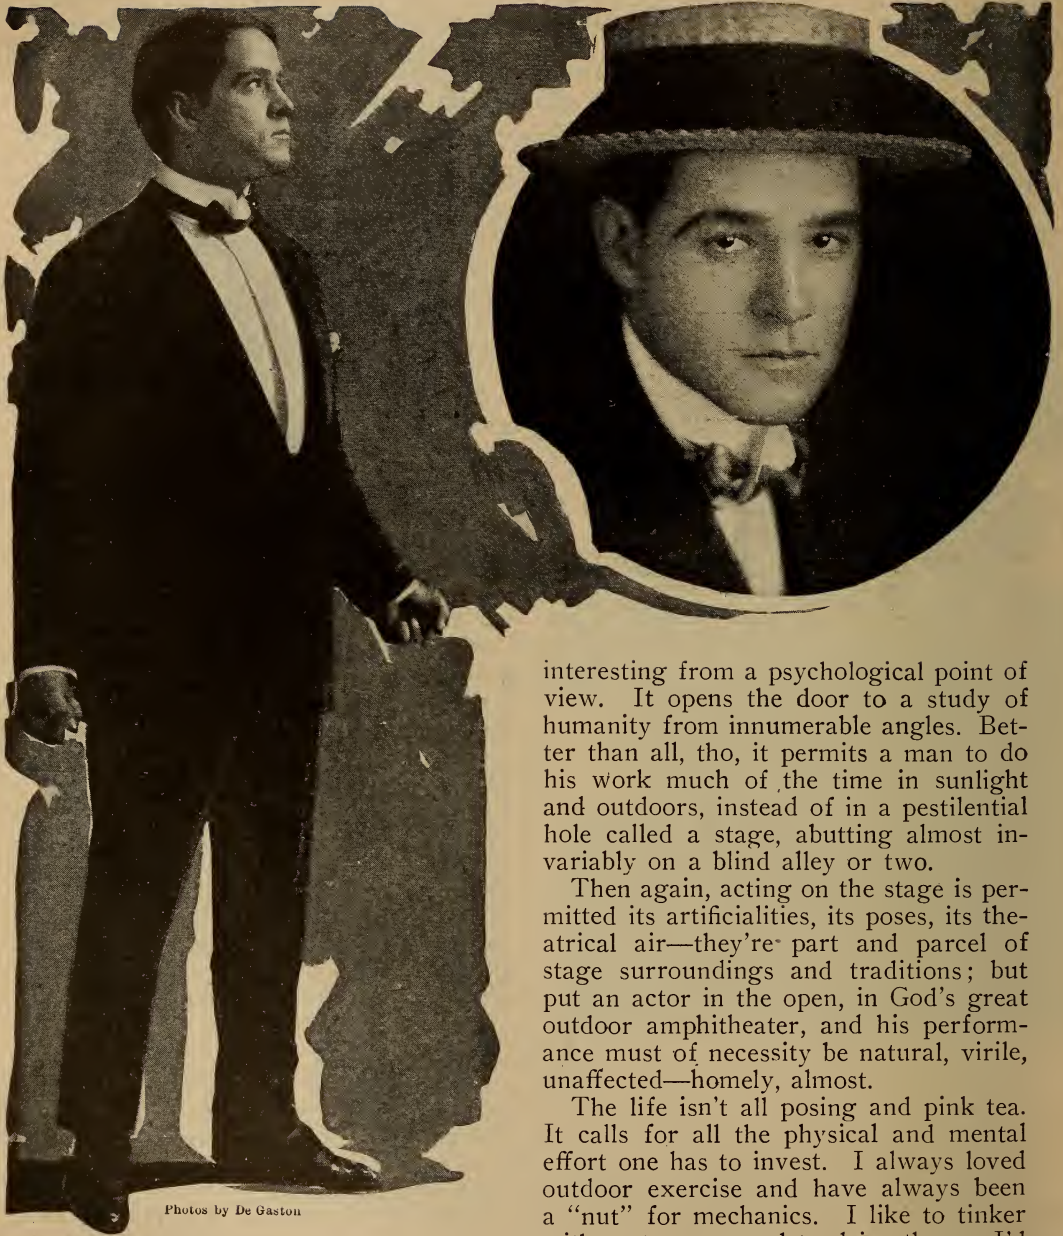 interesting from a psychological point of
view. It opens the door to a study of
humanity from innumerable angles. Bet-
ter than all, tho, it permits a man to do
his work much of the time in sunlight
and outdoors, instead of in a pestilential
hole called a stage, abutting almost in-
variably on a blind alley or two.
Then again, acting on the stage is per-
mitted its artificialities, its poses, its the-
atrical air—they're part and parcel of
stage surroundings and traditions; but
put an actor in the open, in God's great
outdoor amphitheater, and his perform-
ance must of necessity be natural, virile,
unaffected—homely, almost.
The life isn't all posing and pink tea.
It calls for all the physical and mental
effort one has to invest. I always loved
outdoor exercise and have always been
a "nut" for mechanics. I like to tinker
Photos by De Gaston